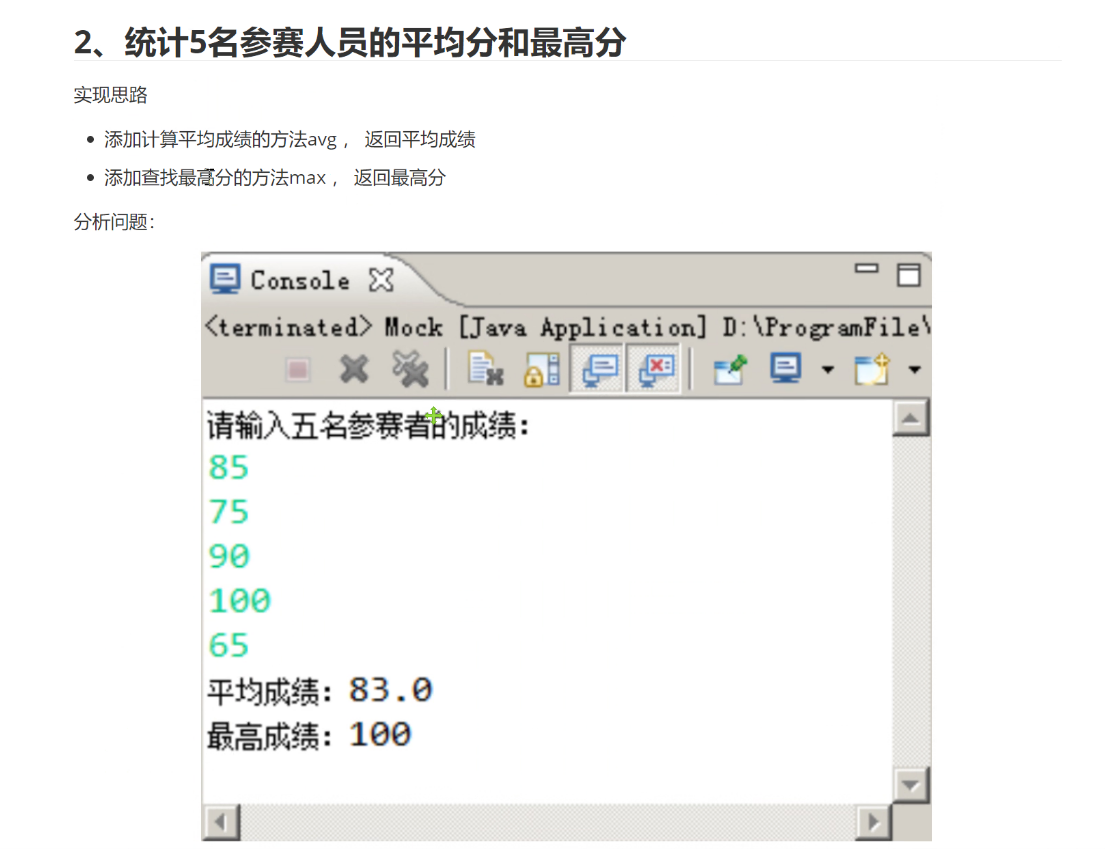 2、统计5名参赛人员的平均分和最高分
实现思路
添加计算平均成绩的方法avg ， 返回平均成绩
添加查找最高分的方法max ， 返回最高分
分析问题：
Console
<terminated> Mock [Java Application] D:\ProgramFile\
请输入五名参赛者的成绩：
85
75
90
100
65
平均成绩：83.0
最高成绩：100